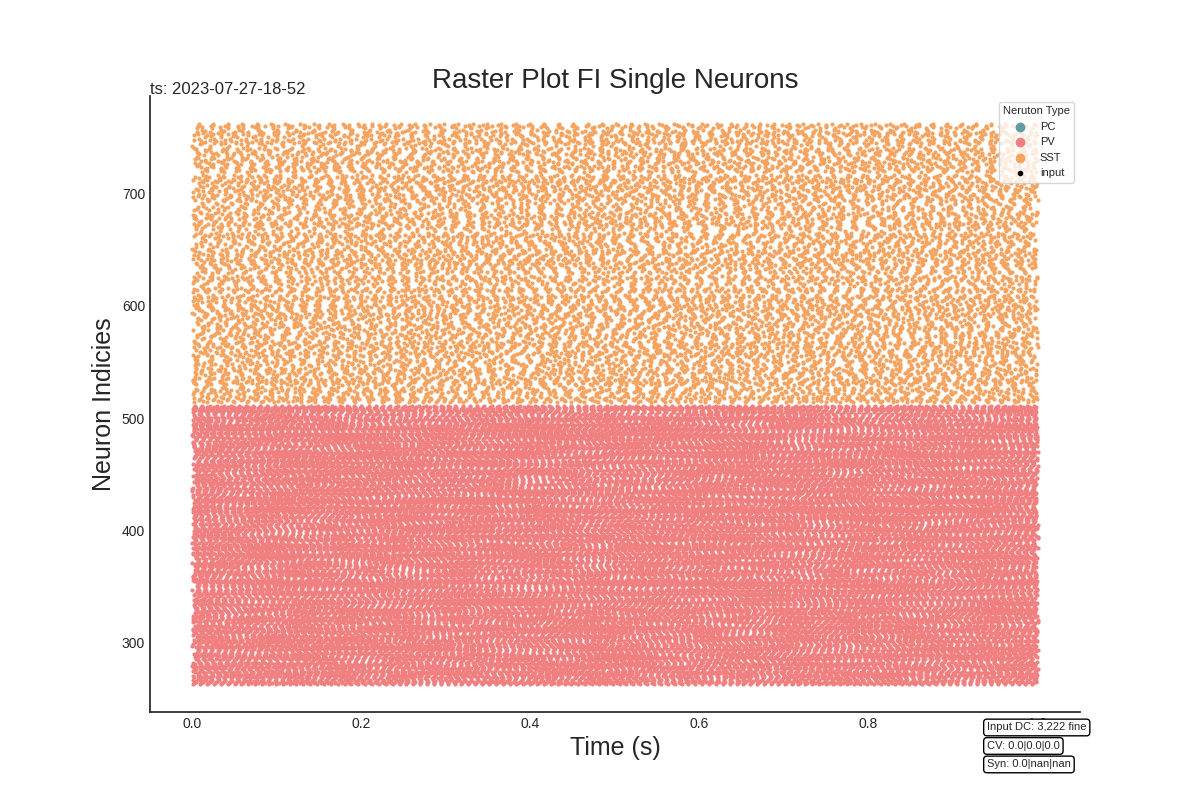 Raster Plot FI Single Neurons
ts: 2023-07-27-18-52
Neruton Type
PC
PV
SST
input
Neuron Indicies
700
600
500
400
300
0.0 0.2 0.4 0.6 0.8
Time (s)
Input DC: 3,222 fine
CV: 0.0|0.0|0.0
Syn: 0.0|nan|nan